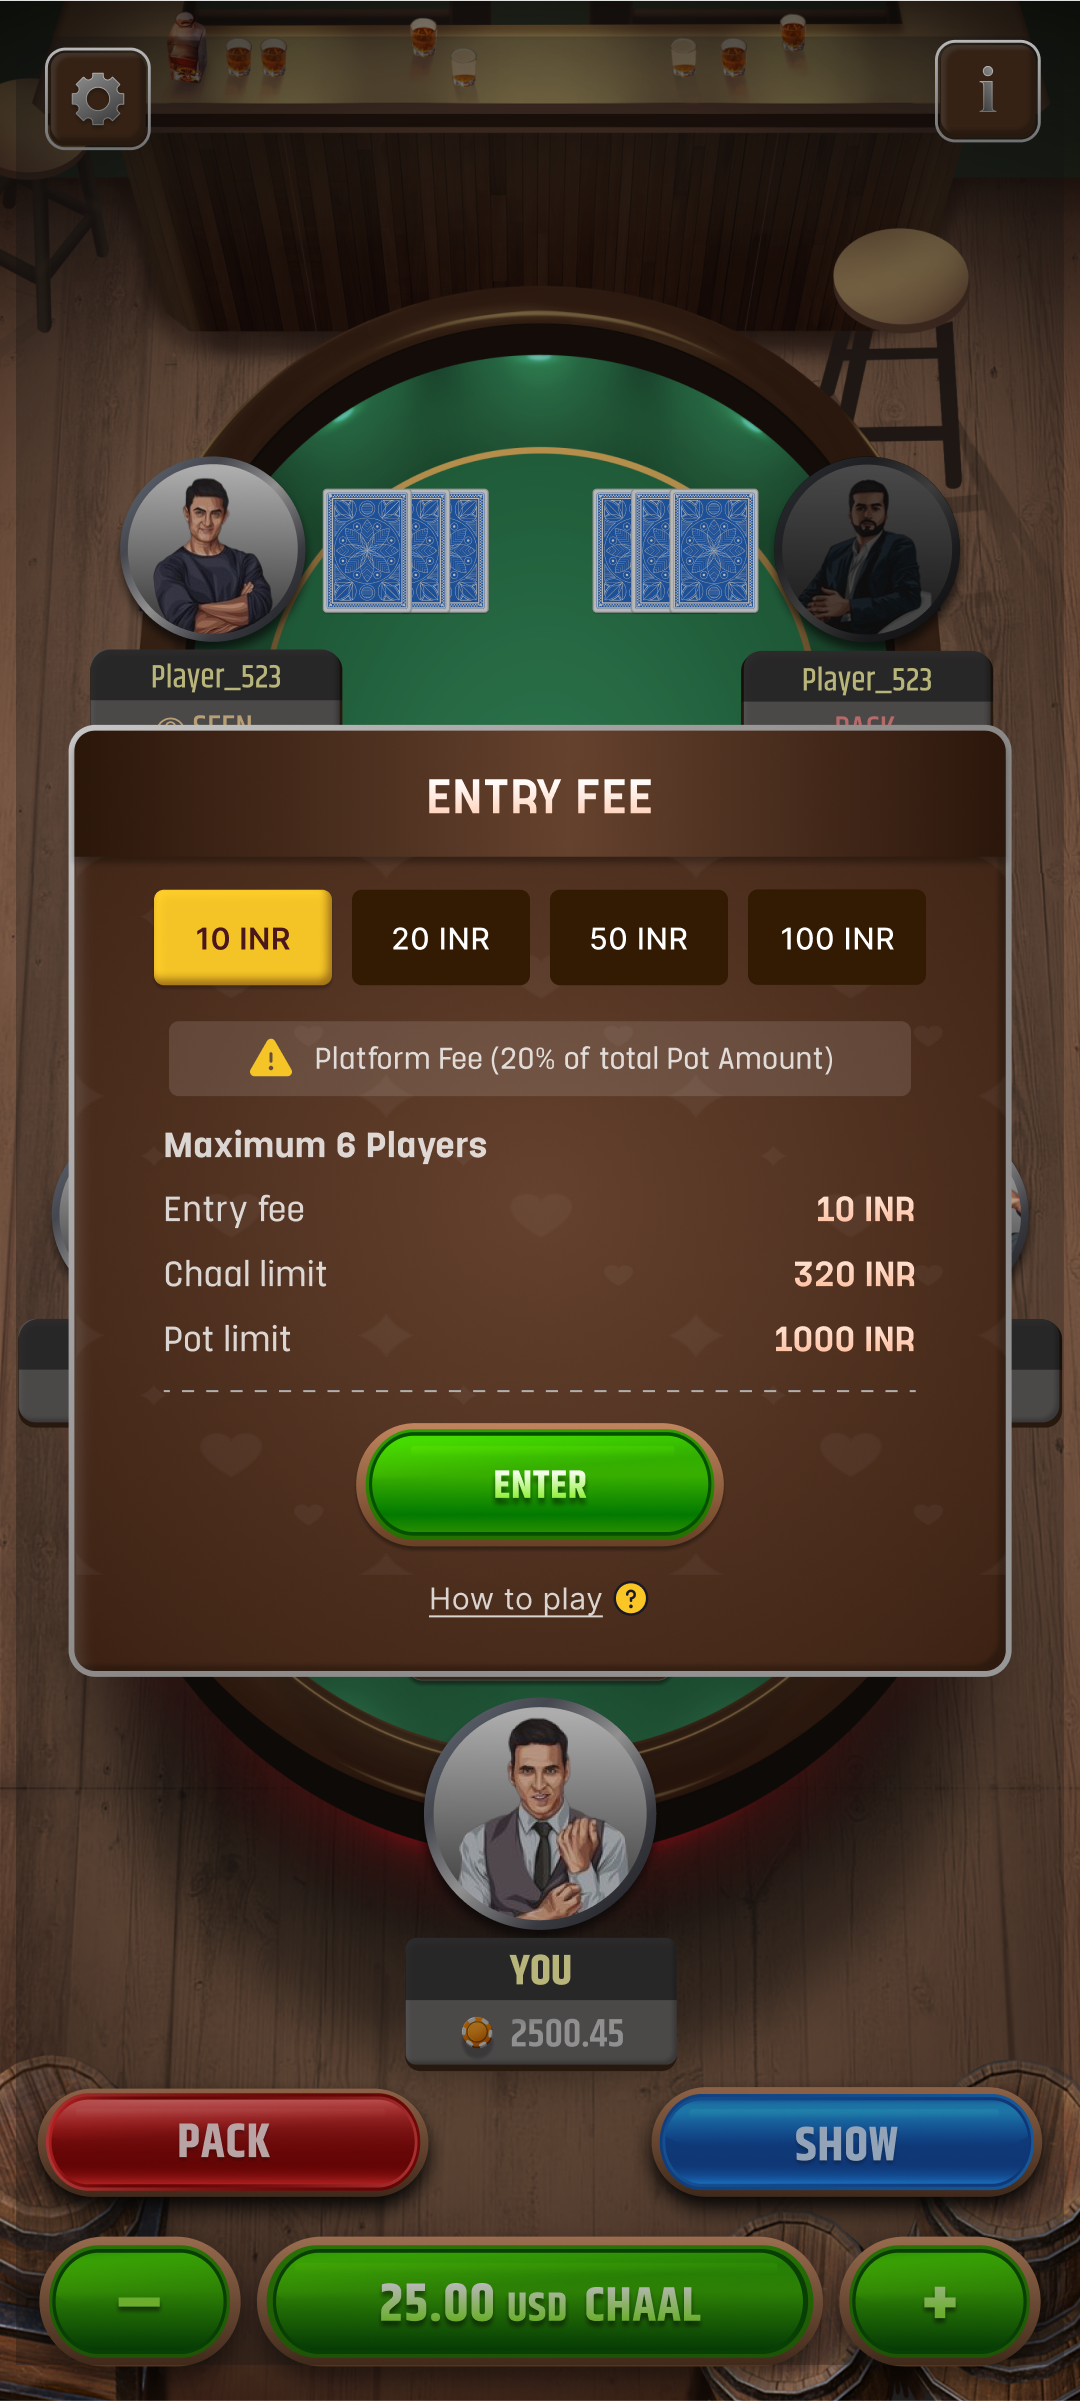 i
Player_523
Player_523
SEEN
PACK
ENTRY FEE
10 INR
20 INR
50 INR
100 INR
Platform Fee (20% of total Pot Amount)
Maximum 6 Players
Entry fee 10 INR
Chaal limit 320 INR
Pot limit 1000 INR
ENTER
How to play ?
YOU
2500.45
PACK
SHOW
25.00 USD CHAAL